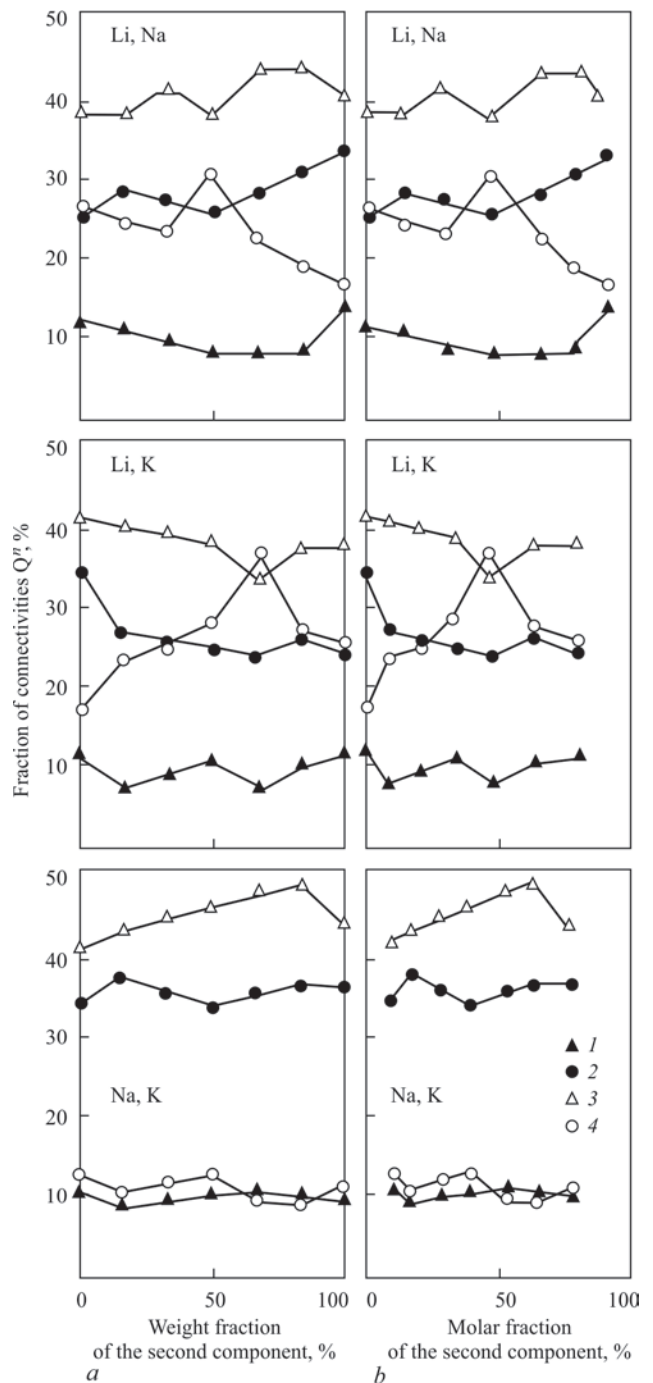 50
40
30
20
10
Li, Na
Li, Na
50
40
30
20
10
Li, K
Li, K
Fraction of connectivities Qⁿ, %
50
40
30
20
10
Na, K
Na, K
1
2
3
4
0 50 100
0 50 100
Weight fraction
of the second component, %
a
Molar fraction
of the second component, %
b